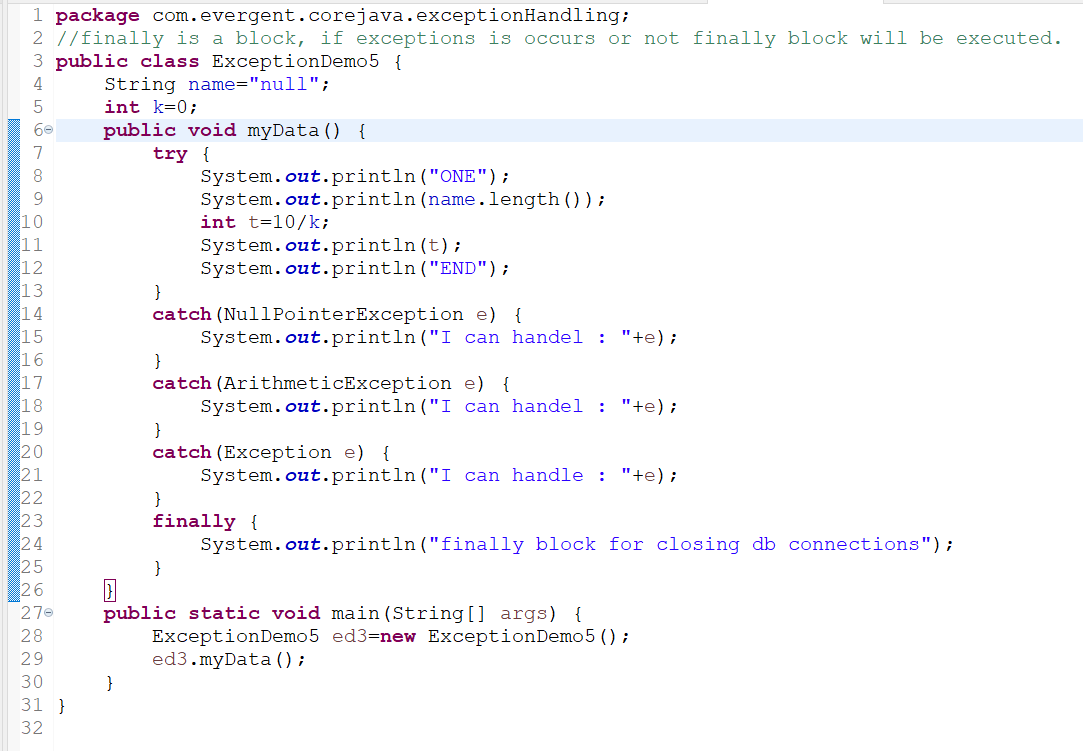 1 package com.evergent.corejava.exceptionHandling;
2 //finally is a block, if exceptions is occurs or not finally block will be executed.
3 public class ExceptionDemo5 {
4     String name="null";
5     int k=0;
6     public void myData() {
7         try {
8             System.out.println("ONE");
9             System.out.println(name.length());
10             int t=10/k;
11             System.out.println(t);
12             System.out.println("END");
13         }
14         catch(NullPointerException e) {
15             System.out.println("I can handel : "+e);
16         }
17         catch(ArithmeticException e) {
18             System.out.println("I can handel : "+e);
19         }
20         catch(Exception e) {
21             System.out.println("I can handle : "+e);
22         }
23         finally {
24             System.out.println("finally block for closing db connections");
25         }
26     }
27     public static void main(String[] args) {
28         ExceptionDemo5 ed3=new ExceptionDemo5();
29         ed3.myData();
30     }
31 }
32